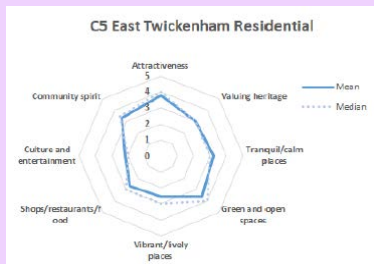 C5 East Twickenham Residential
Attractiveness
5
4
3
2
1
0
Community spirit
Valuing heritage
Mean
Median
Culture and
entertainment
Tranquil/calm
places
Shops/restaurants/f
ood
Green and open
spaces
Vibrant/lively
places